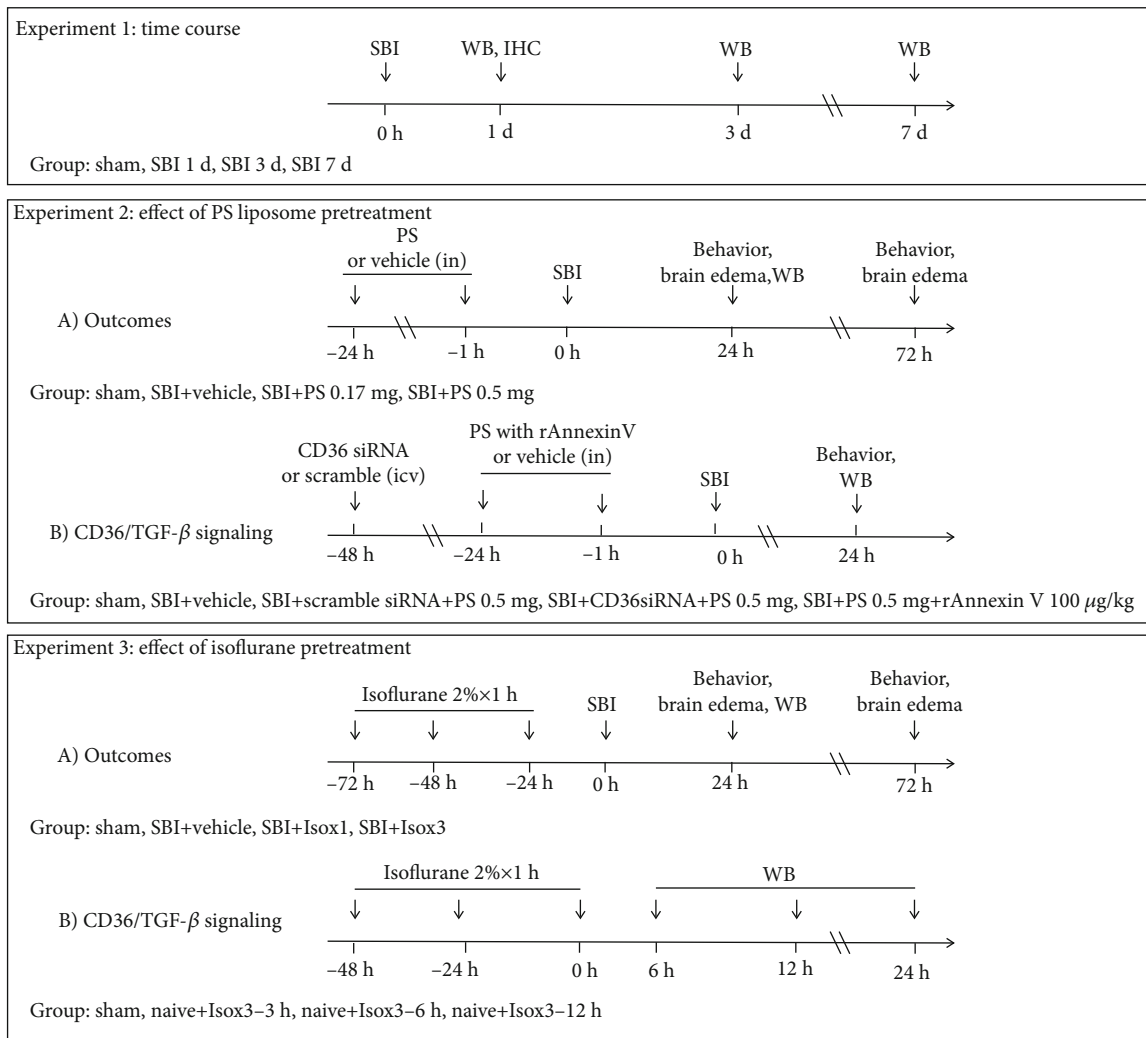 Experiment 1: time course
SBI
WB, IHC
WB
WB
0 h
1 d
3 d
7 d
Group: sham, SBI 1 d, SBI 3 d, SBI 7 d
Experiment 2: effect of PS liposome pretreatment
PS
or vehicle (in)
SBI
Behavior,
brain edema,WB
Behavior,
brain edema
A) Outcomes
–24 h
–1 h
0 h
24 h
72 h
Group: sham, SBI+vehicle, SBI+PS 0.17 mg, SBI+PS 0.5 mg
CD36 siRNA
or scramble (icv)
PS with rAnnexinV
or vehicle (in)
SBI
Behavior,
WB
B) CD36/TGF-β signaling
–48 h
–24 h
–1 h
0 h
24 h
Group: sham, SBI+vehicle, SBI+scramble siRNA+PS 0.5 mg, SBI+CD36siRNA+PS 0.5 mg, SBI+PS 0.5 mg+rAnnexin V 100 μg/kg
Experiment 3: effect of isoflurane pretreatment
Isoflurane 2%×1 h
SBI
Behavior,
brain edema, WB
Behavior,
brain edema
A) Outcomes
–72 h
–48 h
–24 h
0 h
24 h
72 h
Group: sham, SBI+vehicle, SBI+Isox1, SBI+Isox3
Isoflurane 2%×1 h
WB
B) CD36/TGF-β signaling
–48 h
–24 h
0 h
6 h
12 h
24 h
Group: sham, naive+Isox3–3 h, naive+Isox3–6 h, naive+Isox3–12 h